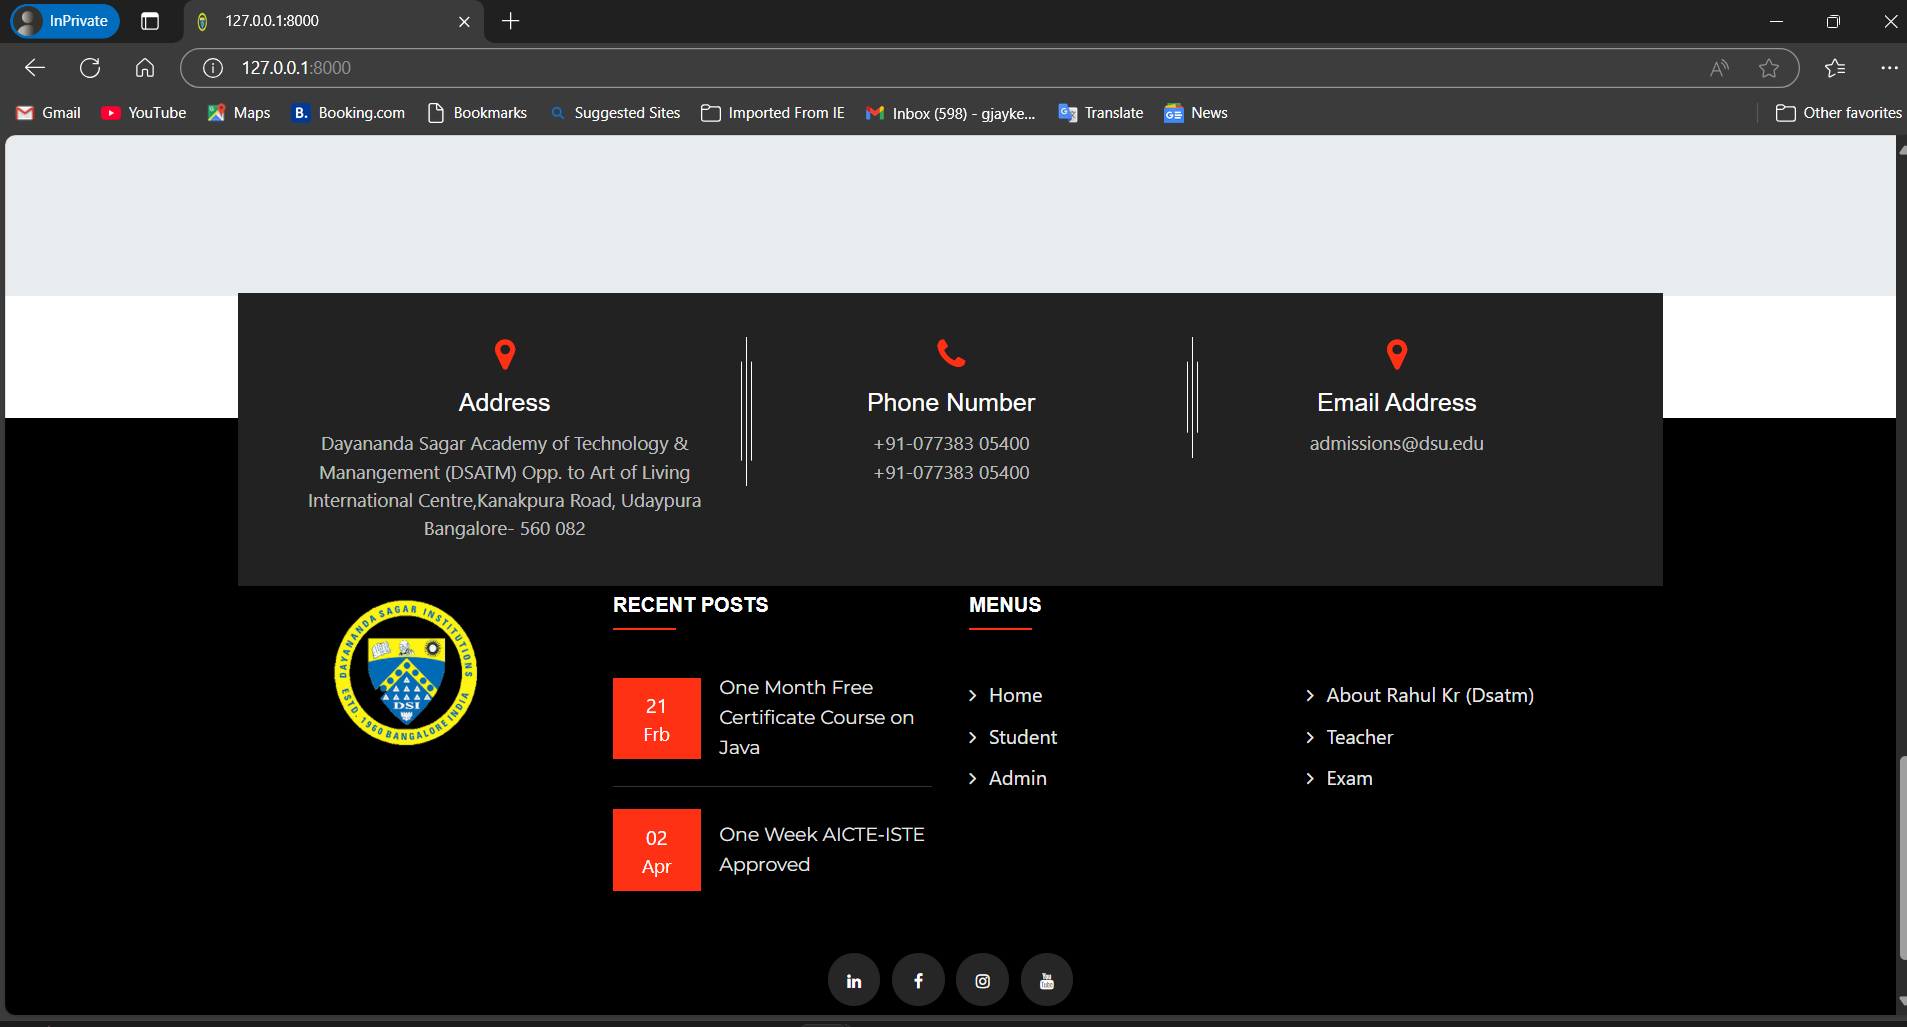 InPrivate
127.0.0.1:8000
127.0.0.1:8000
Gmail
YouTube
Maps
B.
Booking.com
Bookmarks
Suggested Sites
Imported From IE
Inbox (598) - gjayke...
Translate
News
Other favorites
Address
Dayananda Sagar Academy of Technology &
Manangement (DSATM) Opp. to Art of Living
International Centre,Kanakpura Road, Udaypura
Bangalore- 560 082
Phone Number
+91-077383 05400
+91-077383 05400
Email Address
admissions@dsu.edu
DAYANANDA SAGAR INSTITUTIONS
DSI
ESTD. 1960 BANGALORE INDIA
RECENT POSTS
21
Frb
One Month Free
Certificate Course on
Java
02
Apr
One Week AICTE-ISTE
Approved
MENUS
Home
Student
Admin
About Rahul Kr (Dsatm)
Teacher
Exam
in
f
You
Tube